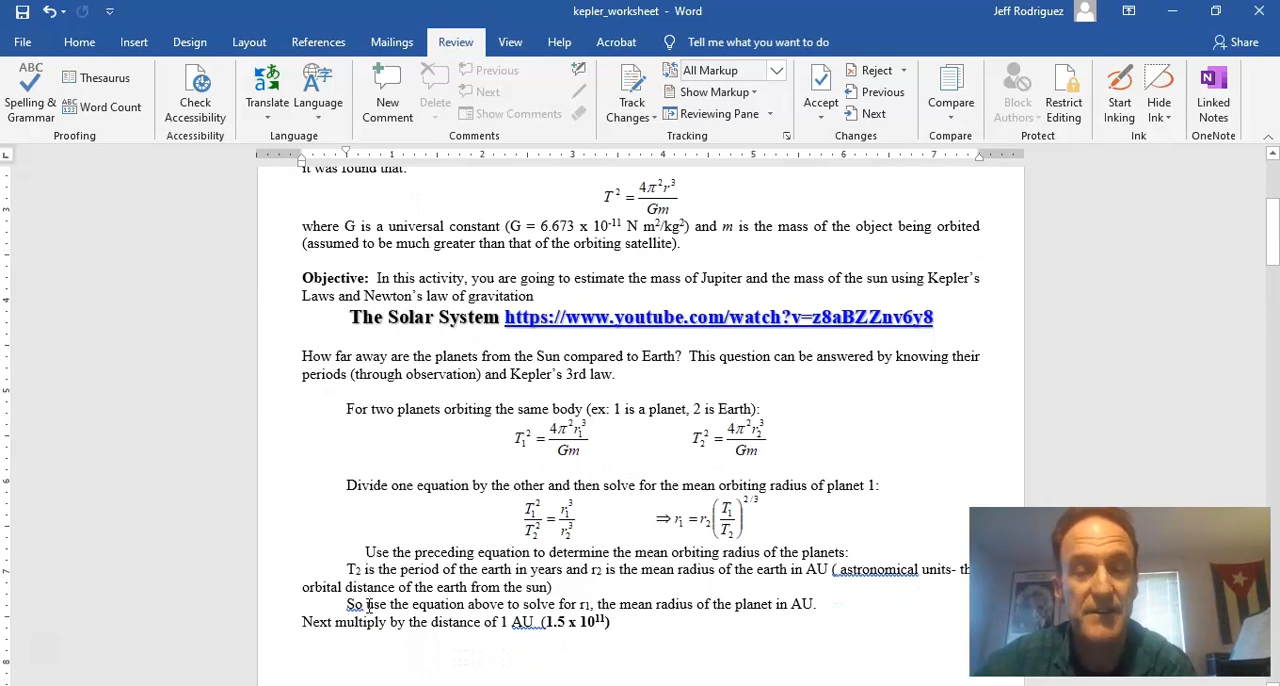 kepler_worksheet - Word
Jeff Rodriguez
File Home Insert Design Layout References Mailings Review View Help Acrobat Tell me what you want to do Share
ABC
Spelling & Grammar
Thesaurus
ABC 123 Word Count
Proofing
Check Accessibility
Accessibility
Translate
Language
Language
New Comment
Delete
Previous
Next
Show Comments
Comments
Track Changes
All Markup
Show Markup
Reviewing Pane
Tracking
Accept
Reject
Previous
Next
Changes
Compare
Compare
Block Authors
Restrict Editing
Protect
Start Inking
Hide Ink
Ink
Linked Notes
OneNote
1 2 3 4 5 6 7
it was found that:
T² = 4π²r³ / Gm
where G is a universal constant (G = 6.673 x 10⁻¹¹ N m²/kg²) and m is the mass of the object being orbited
(assumed to be much greater than that of the orbiting satellite).
Objective: In this activity, you are going to estimate the mass of Jupiter and the mass of the sun using Kepler's
Laws and Newton's law of gravitation
The Solar System https://www.youtube.com/watch?v=z8aBZZnv6y8
How far away are the planets from the Sun compared to Earth? This question can be answered by knowing their
periods (through observation) and Kepler's 3rd law.
For two planets orbiting the same body (ex: 1 is a planet, 2 is Earth):
T₁² = 4π²r₁³ / Gm T₂² = 4π²r₂³ / Gm
Divide one equation by the other and then solve for the mean orbiting radius of planet 1:
T₁² / T₂² = r₁³ / r₂³ ⇒ r₁ = r₂ (T₁ / T₂)^2/3
Use the preceding equation to determine the mean orbiting radius of the planets:
T₂ is the period of the earth in years and r₂ is the mean radius of the earth in AU ( astronomical units- th
orbital distance of the earth from the sun)
So use the equation above to solve for r₁, the mean radius of the planet in AU.
Next multiply by the distance of 1 AU (1.5 x 10¹¹)